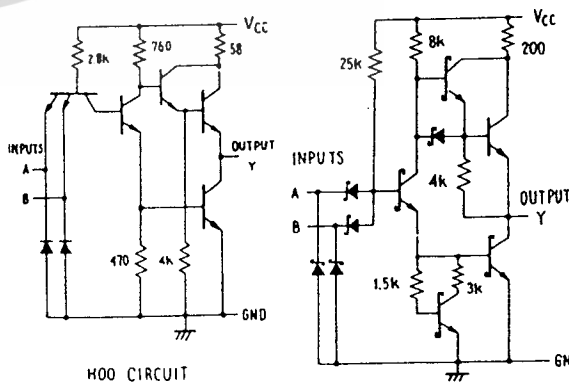 VCC
2.8k
760
58
INPUTS
A
B
OUTPUT
Y
470
4k
GND
H00 CIRCUIT
VCC
25k
8k
200
INPUTS
A
B
4k
OUTPUT
Y
1.5k
3k
GN